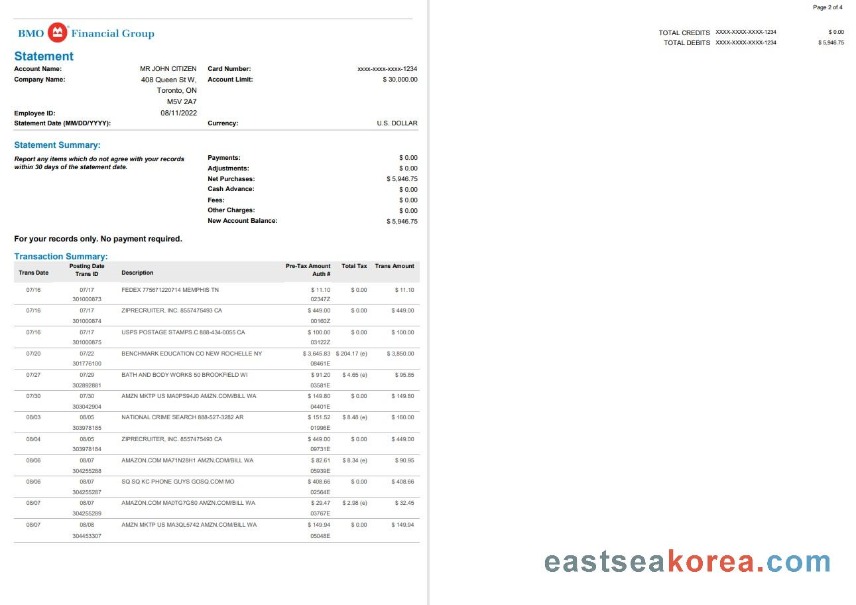 BMO Financial Group
Statement
Account Name: MR JOHN CITIZEN Card Number: xxxx-xxxx-xxxx-1234
Company Name: 408 Queen St W, Account Limit: $ 30,000.00
Toronto, ON
M5V 2A7
Employee ID: 08/11/2022
Statement Date (MM/DD/YYYY): Currency: U.S. DOLLAR
Statement Summary:
Report any items which do not agree with your records
within 30 days of the statement date.
Payments: $ 0.00
Adjustments: $ 0.00
Net Purchases: $ 5,946.75
Cash Advance: $ 0.00
Fees: $ 0.00
Other Charges: $ 0.00
New Account Balance: $ 5,946.75
For your records only. No payment required.
Transaction Summary:
Trans Date Posting Date Trans ID Description Pre-Tax Amount Auth # Total Tax Trans Amount
07/16 07/17 FEDEX 776671220714 MEMPHIS TN $ 11.10 $ 0.00 $ 11.10
301000873 02347Z
07/16 07/17 ZIPRECRUITER, INC. 8557475493 CA $ 449.00 $ 0.00 $ 449.00
301000874 00160Z
07/16 07/17 USPS POSTAGE STAMPS.C 888-434-0055 CA $ 100.00 $ 0.00 $ 100.00
301000875 03122Z
07/20 07/22 BENCHMARK EDUCATION CO NEW ROCHELLE NY $ 3,645.83 $ 204.17 (e) $ 3,850.00
301776106 08461E
07/27 07/29 BATH AND BODY WORKS 50 BROOKFIELD WI $ 91.20 $ 4.65 (e) $ 95.85
302892881 03581E
07/30 07/30 AMZN MKTP US MA0P594J0 AMZN.COM/BILL WA $ 149.80 $ 0.00 $ 149.80
303042904 04401E
08/03 08/05 NATIONAL CRIME SEARCH 888-527-3282 AR $ 151.52 $ 8.48 (e) $ 160.00
303978185 01996E
08/04 08/05 ZIPRECRUITER, INC. 8557475493 CA $ 449.00 $ 0.00 $ 449.00
303978184 09731E
08/06 08/07 AMAZON.COM MA71N28H1 AMZN.COM/BILL WA $ 82.61 $ 8.34 (e) $ 90.95
304255288 05939E
08/06 08/07 SQ SQ KC PHONE GUYS GOSQ.COM MO $ 408.66 $ 0.00 $ 408.66
304255287 02564E
08/07 08/07 AMAZON.COM MA0TG7GS0 AMZN.COM/BILL WA $ 29.47 $ 2.98 (e) $ 32.45
304255289 03767E
08/07 08/08 AMZN MKTP US MA3QL5742 AMZN.COM/BILL WA $ 149.94 $ 0.00 $ 149.94
304453307 05048E
Page 2 of 4
TOTAL CREDITS XXXX-XXXX-XXXX-1234 $ 0.00
TOTAL DEBITS XXXX-XXXX-XXXX-1234 $ 5,946.75
eastseakorea.com